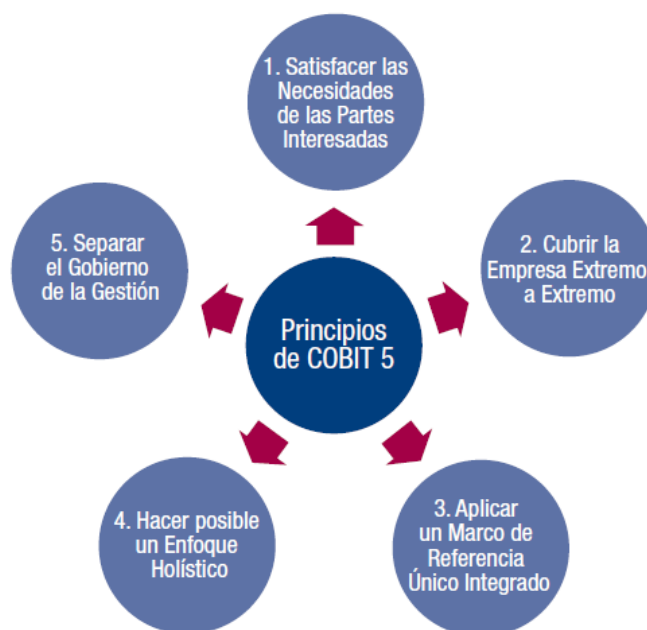 1. Satisfacer las
Necesidades
de las Partes
Interesadas
2. Cubrir la
Empresa Extremo
a Extremo
3. Aplicar
un Marco de
Referencia
Único Integrado
4. Hacer posible
un Enfoque
Holístico
5. Separar
el Gobierno
de la Gestión
Principios
de COBIT 5